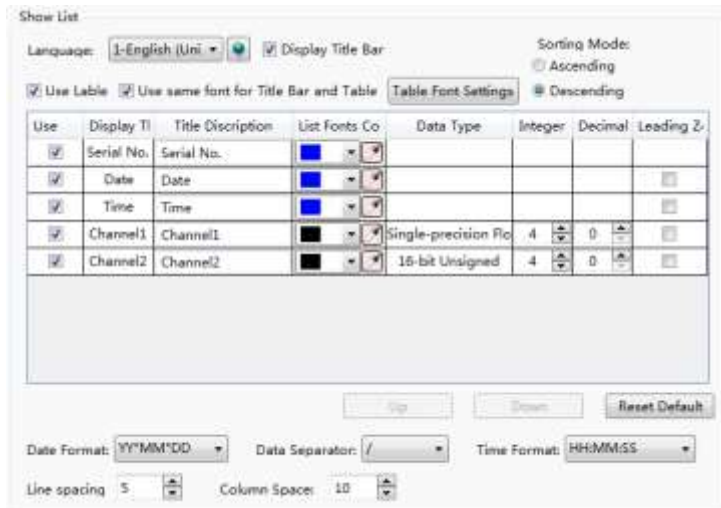 Show List
Language: 1-English (Uni Display Title Bar Sorting Mode:
Ascending
Use Lable Use same font for Title Bar and Table Table Font Settings Descending
Use Display Ti Title Discription List Fonts Co Data Type Integer Decimal Leading Z
Serial No. Serial No.
Date Date
Time Time
Channel1 Channel1 Single-precision Flo 4 0
Channel2 Channel2 16-bit Unsigned 4 0
Up Down Reset Default
Date Format: YY*MM*DD Data Separator: / Time Format: HH:MM:SS
Line spacing 5 Column Space: 10